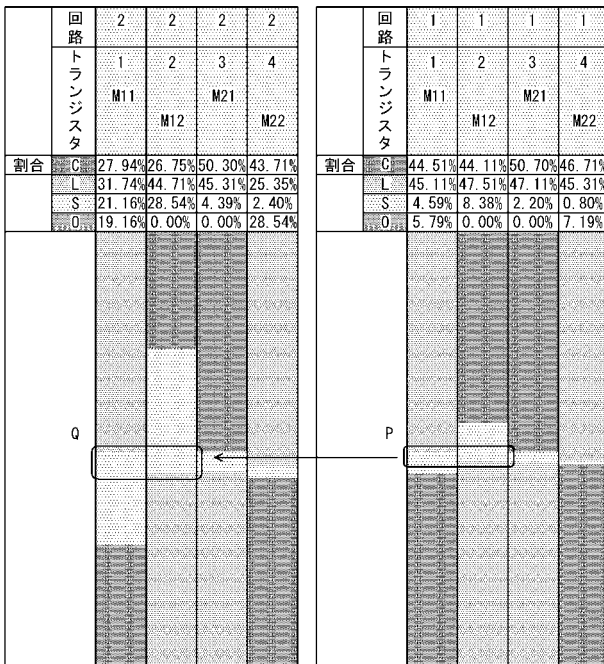 回路 2 2 2 2
トランジスタ 1 2 3 4
M11 M12 M21 M22
割合 C 27.94% 26.75% 50.30% 43.71%
L 31.74% 44.71% 45.31% 25.35%
S 21.16% 28.54% 4.39% 2.40%
O 19.16% 0.00% 0.00% 28.54%
Q
回路 1 1 1 1
トランジスタ 1 2 3 4
M11 M12 M21 M22
割合 C 44.51% 44.11% 50.70% 46.71%
L 45.11% 47.51% 47.11% 45.31%
S 4.59% 8.38% 2.20% 0.80%
O 5.79% 0.00% 0.00% 7.19%
P